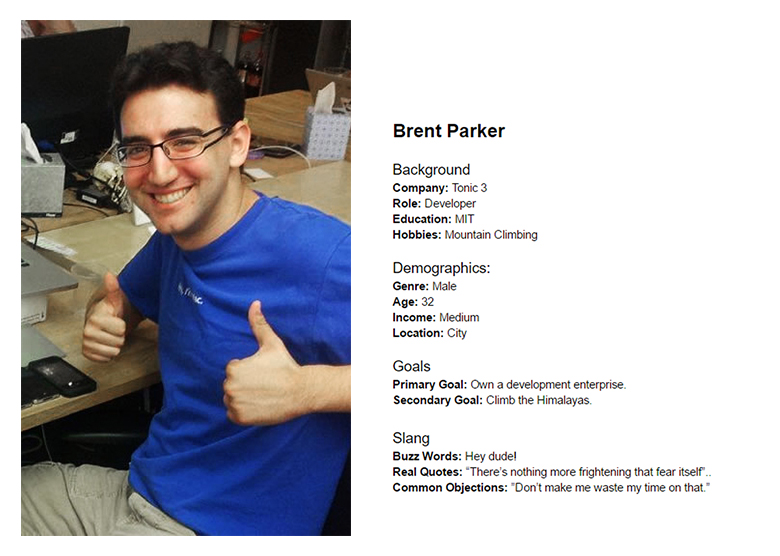 Brent Parker
Background
Company: Tonic 3
Role: Developer
Education: MIT
Hobbies: Mountain Climbing
Demographics:
Genre: Male
Age: 32
Income: Medium
Location: City
Goals
Primary Goal: Own a development enterprise.
Secondary Goal: Climb the Himalayas.
Slang
Buzz Words: Hey dude!
Real Quotes: “There’s nothing more frightening that fear itself”..
Common Objections: ”Don’t make me waste my time on that.”